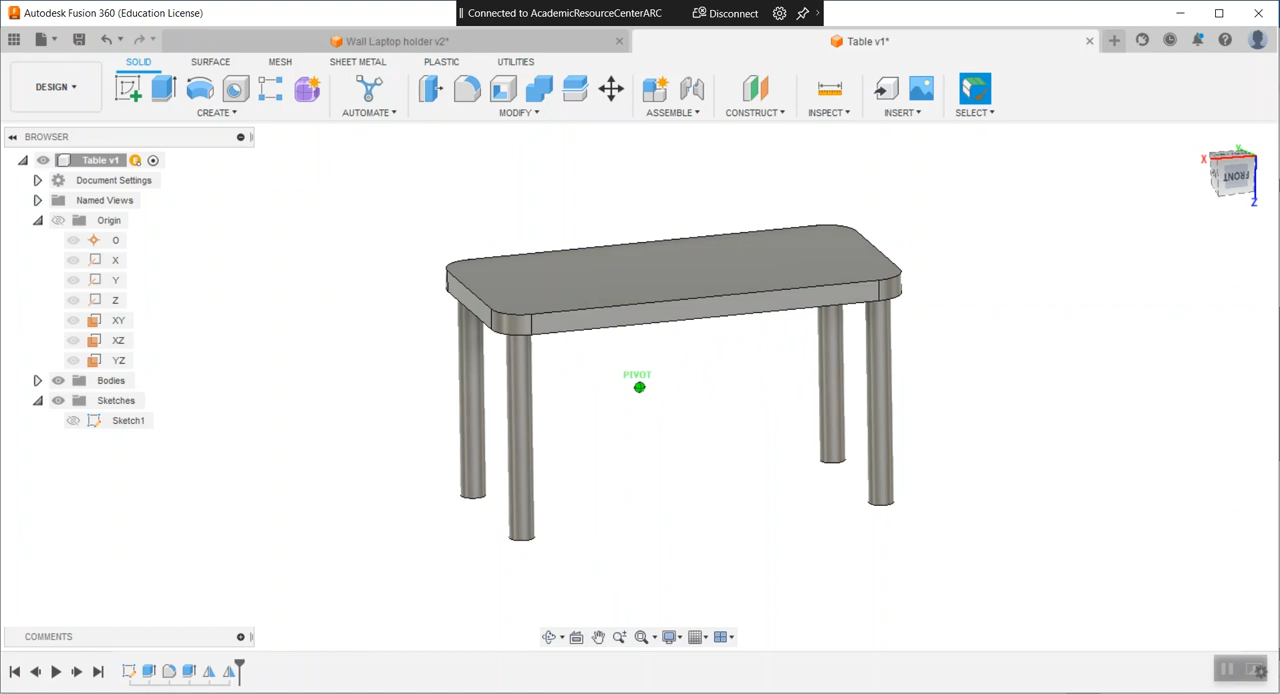 Autodesk Fusion 360 (Education License)
Connected to AcademicResourceCenterARC
Disconnect
Wall Laptop holder v2*
Table v1*
DESIGN
SOLID
SURFACE
MESH
SHEET METAL
PLASTIC
UTILITIES
CREATE
AUTOMATE
MODIFY
ASSEMBLE
CONSTRUCT
INSPECT
INSERT
SELECT
BROWSER
Table v1
Document Settings
Named Views
Origin
O
X
Y
Z
XY
XZ
YZ
Bodies
Sketches
Sketch1
PIVOT
X
Y
FRONT
Z
COMMENTS